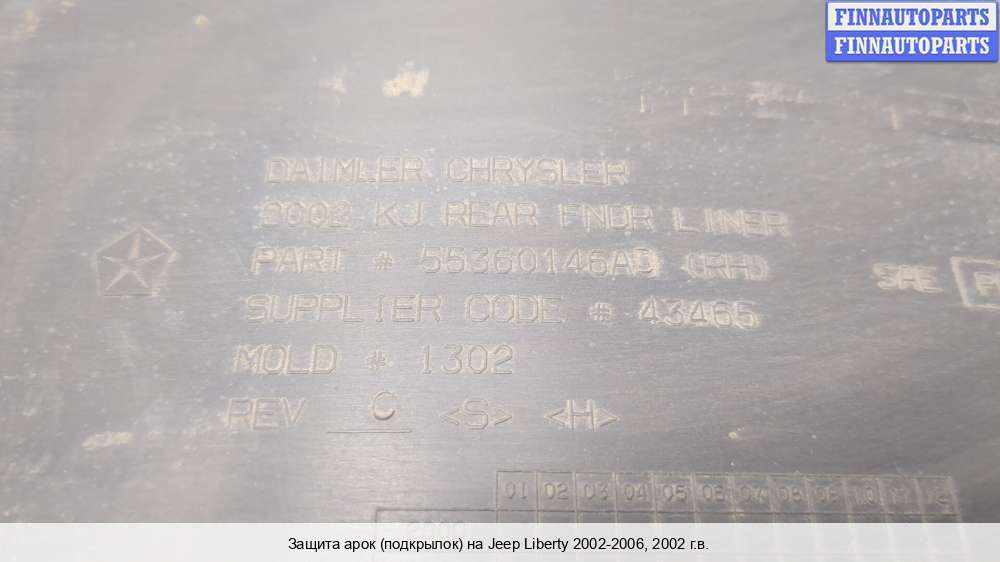 FINNAUTOPARTS
FINNAUTOPARTS
DAIMLER CHRYSLER
2002 KJ REAR FNDR LINER
PART # 55360146AD (RH)
SUPPLIER CODE # 43465
SAE
MOLD # 1302
REV C <S> <H>
01 02 03 04 05 06 07 08 09 10 11 12
2000
Защита арок (подкрылок) на Jeep Liberty 2002-2006, 2002 г.в.